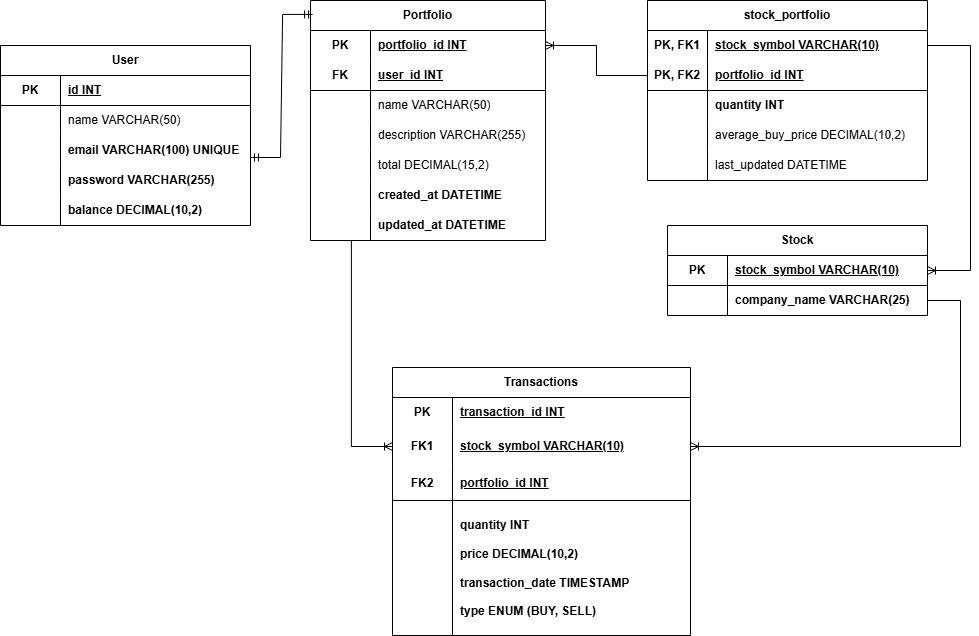 User
PK id INT
name VARCHAR(50)
email VARCHAR(100) UNIQUE
password VARCHAR(255)
balance DECIMAL(10,2)
Portfolio
PK portfolio_id INT
FK user_id INT
name VARCHAR(50)
description VARCHAR(255)
total DECIMAL(15,2)
created_at DATETIME
updated_at DATETIME
stock_portfolio
PK, FK1 stock_symbol VARCHAR(10)
PK, FK2 portfolio_id INT
quantity INT
average_buy_price DECIMAL(10,2)
last_updated DATETIME
Stock
PK stock_symbol VARCHAR(10)
company_name VARCHAR(25)
Transactions
PK transaction_id INT
FK1 stock_symbol VARCHAR(10)
FK2 portfolio_id INT
quantity INT
price DECIMAL(10,2)
transaction_date TIMESTAMP
type ENUM (BUY, SELL)